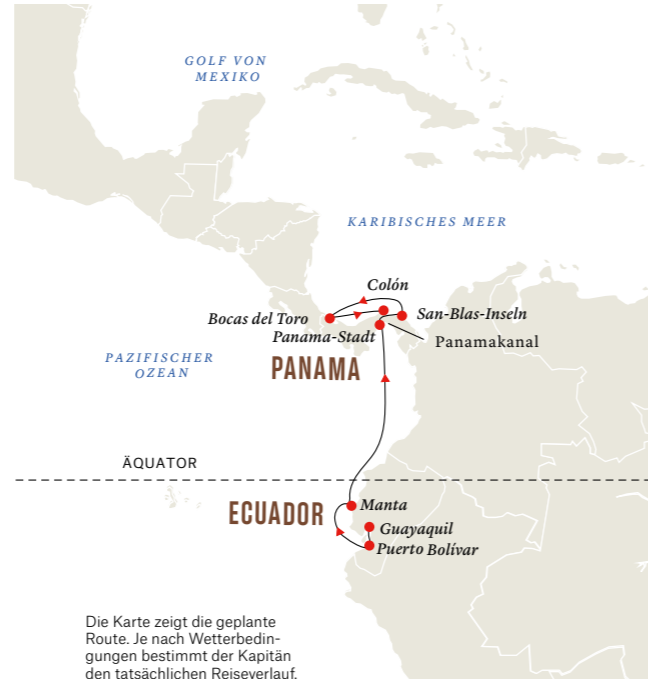 GOLF VON
MEXIKO
KARIBISCHES MEER
Colón
Bocas del Toro
San-Blas-Inseln
Panama-Stadt
Panamakanal
PAZIFISCHER
OZEAN
PANAMA
ÄQUATOR
Manta
ECUADOR
Guayaquil
Puerto Bolívar
Die Karte zeigt die geplante
Route. Je nach Wetterbedin-
gungen bestimmt der Kapitän
den tatsächlichen Reiseverlauf.